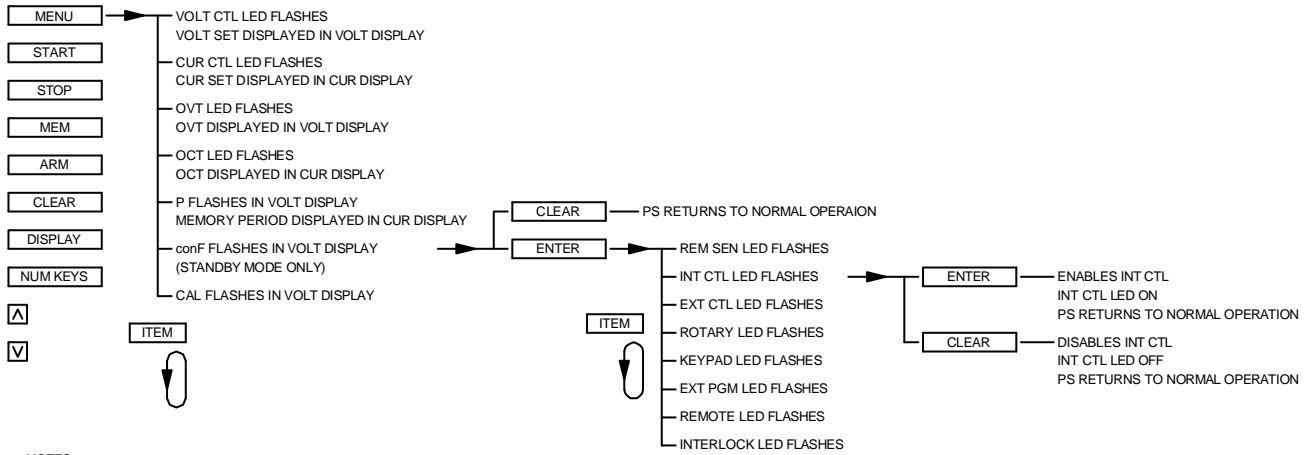 MENU
START
STOP
MEM
ARM
CLEAR
DISPLAY
NUM KEYS
VOLT CTL LED FLASHES
VOLT SET DISPLAYED IN VOLT DISPLAY
CUR CTL LED FLASHES
CUR SET DISPLAYED IN CUR DISPLAY
OVT LED FLASHES
OVT DISPLAYED IN VOLT DISPLAY
OCT LED FLASHES
OCT DISPLAYED IN CUR DISPLAY
P FLASHES IN VOLT DISPLAY
MEMORY PERIOD DISPLAYED IN CUR DISPLAY
conF FLASHES IN VOLT DISPLAY
(STANDBY MODE ONLY)
CAL FLASHES IN VOLT DISPLAY
ITEM
CLEAR
PS RETURNS TO NORMAL OPERAION
ENTER
REM SEN LED FLASHES
INT CTL LED FLASHES
EXT CTL LED FLASHES
ROTARY LED FLASHES
KEYPAD LED FLASHES
EXT PGM LED FLASHES
REMOTE LED FLASHES
INTERLOCK LED FLASHES
ITEM
ENTER
ENABLES INT CTL
INT CTL LED ON
PS RETURNS TO NORMAL OPERATION
CLEAR
DISABLES INT CTL
INT CTL LED OFF
PS RETURNS TO NORMAL OPERATION